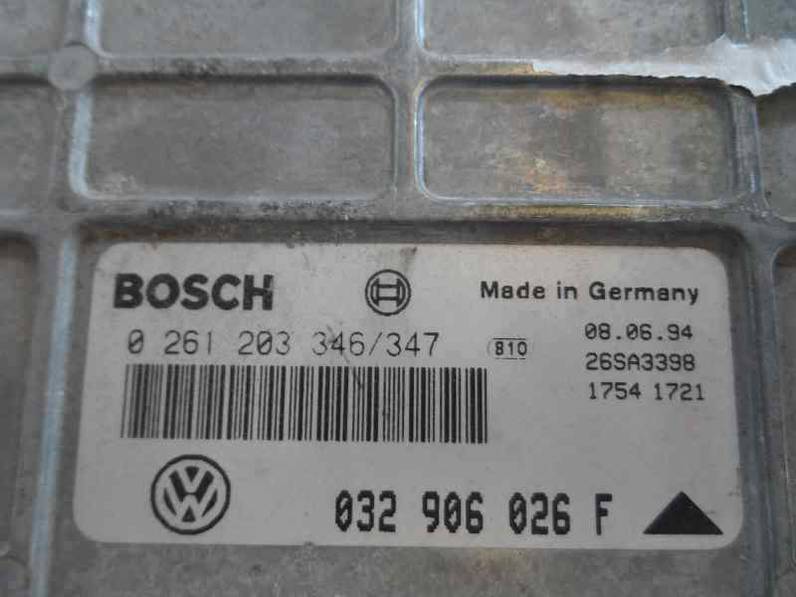 BOSCH
Made in Germany
0 261 203 346/347
810
08.06.94
26SA3398
1754 1721
VW
032 906 026 F